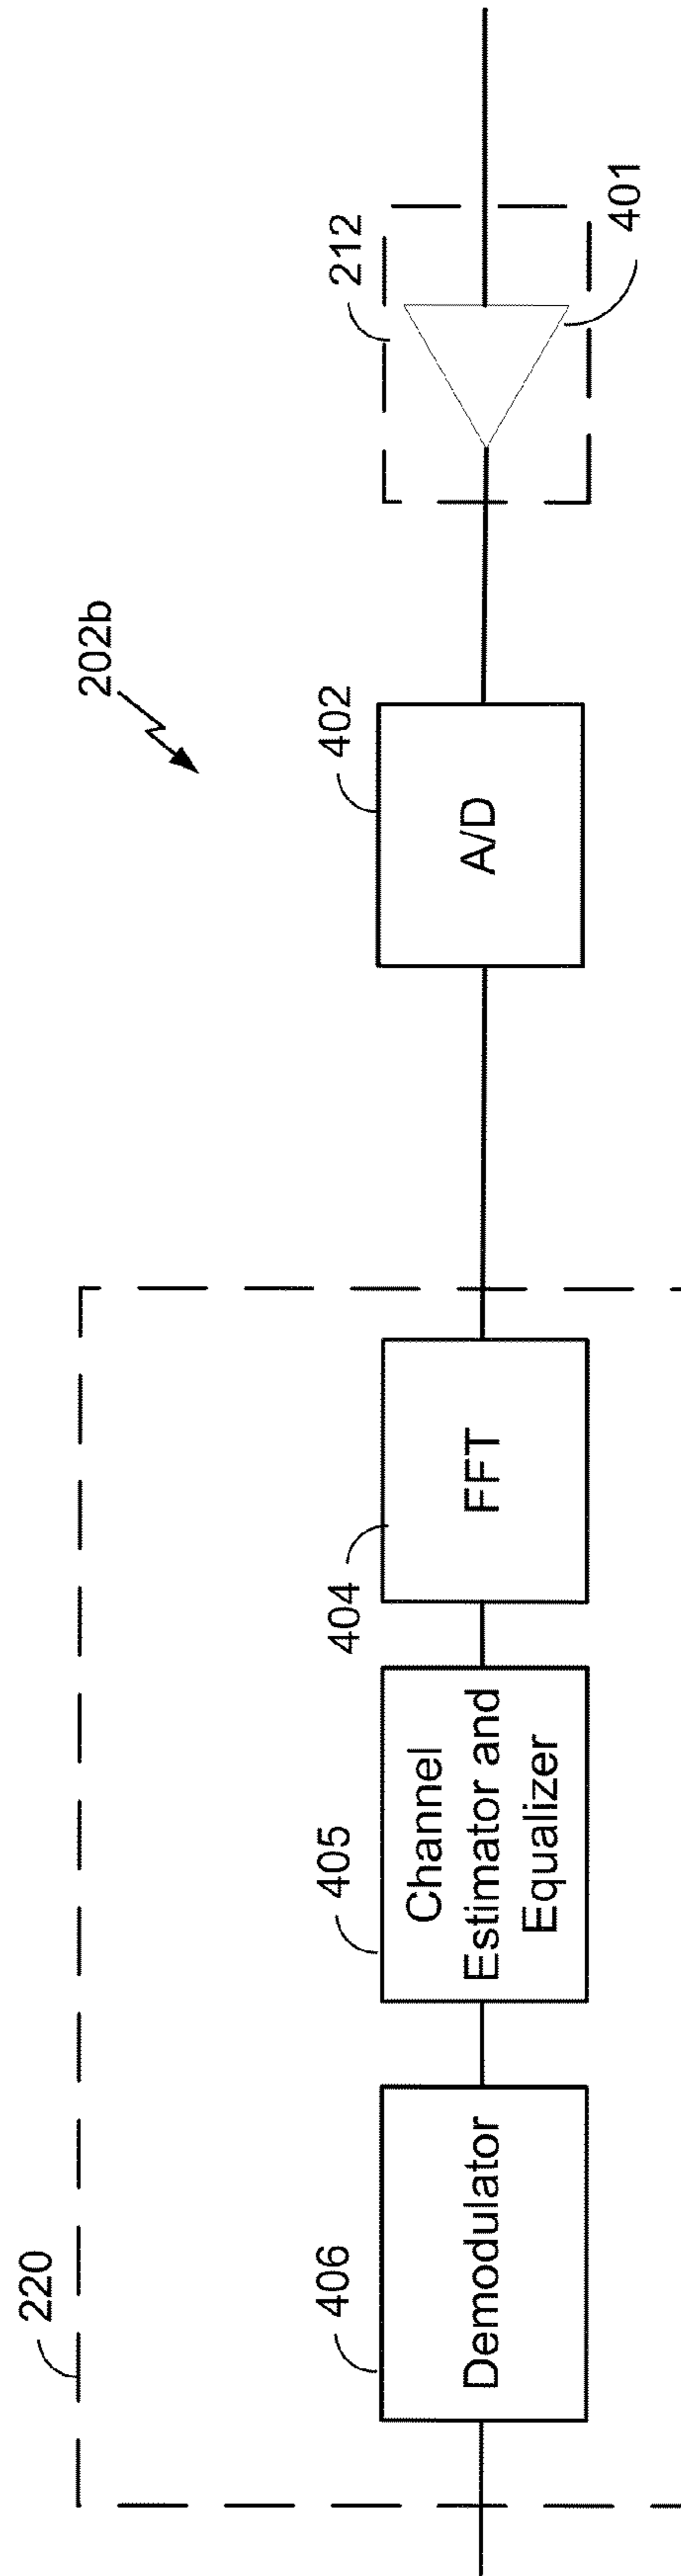 220
202b
406
405
404
402
212
Demodulator
Channel
Estimator and
Equalizer
FFT
A/D
401